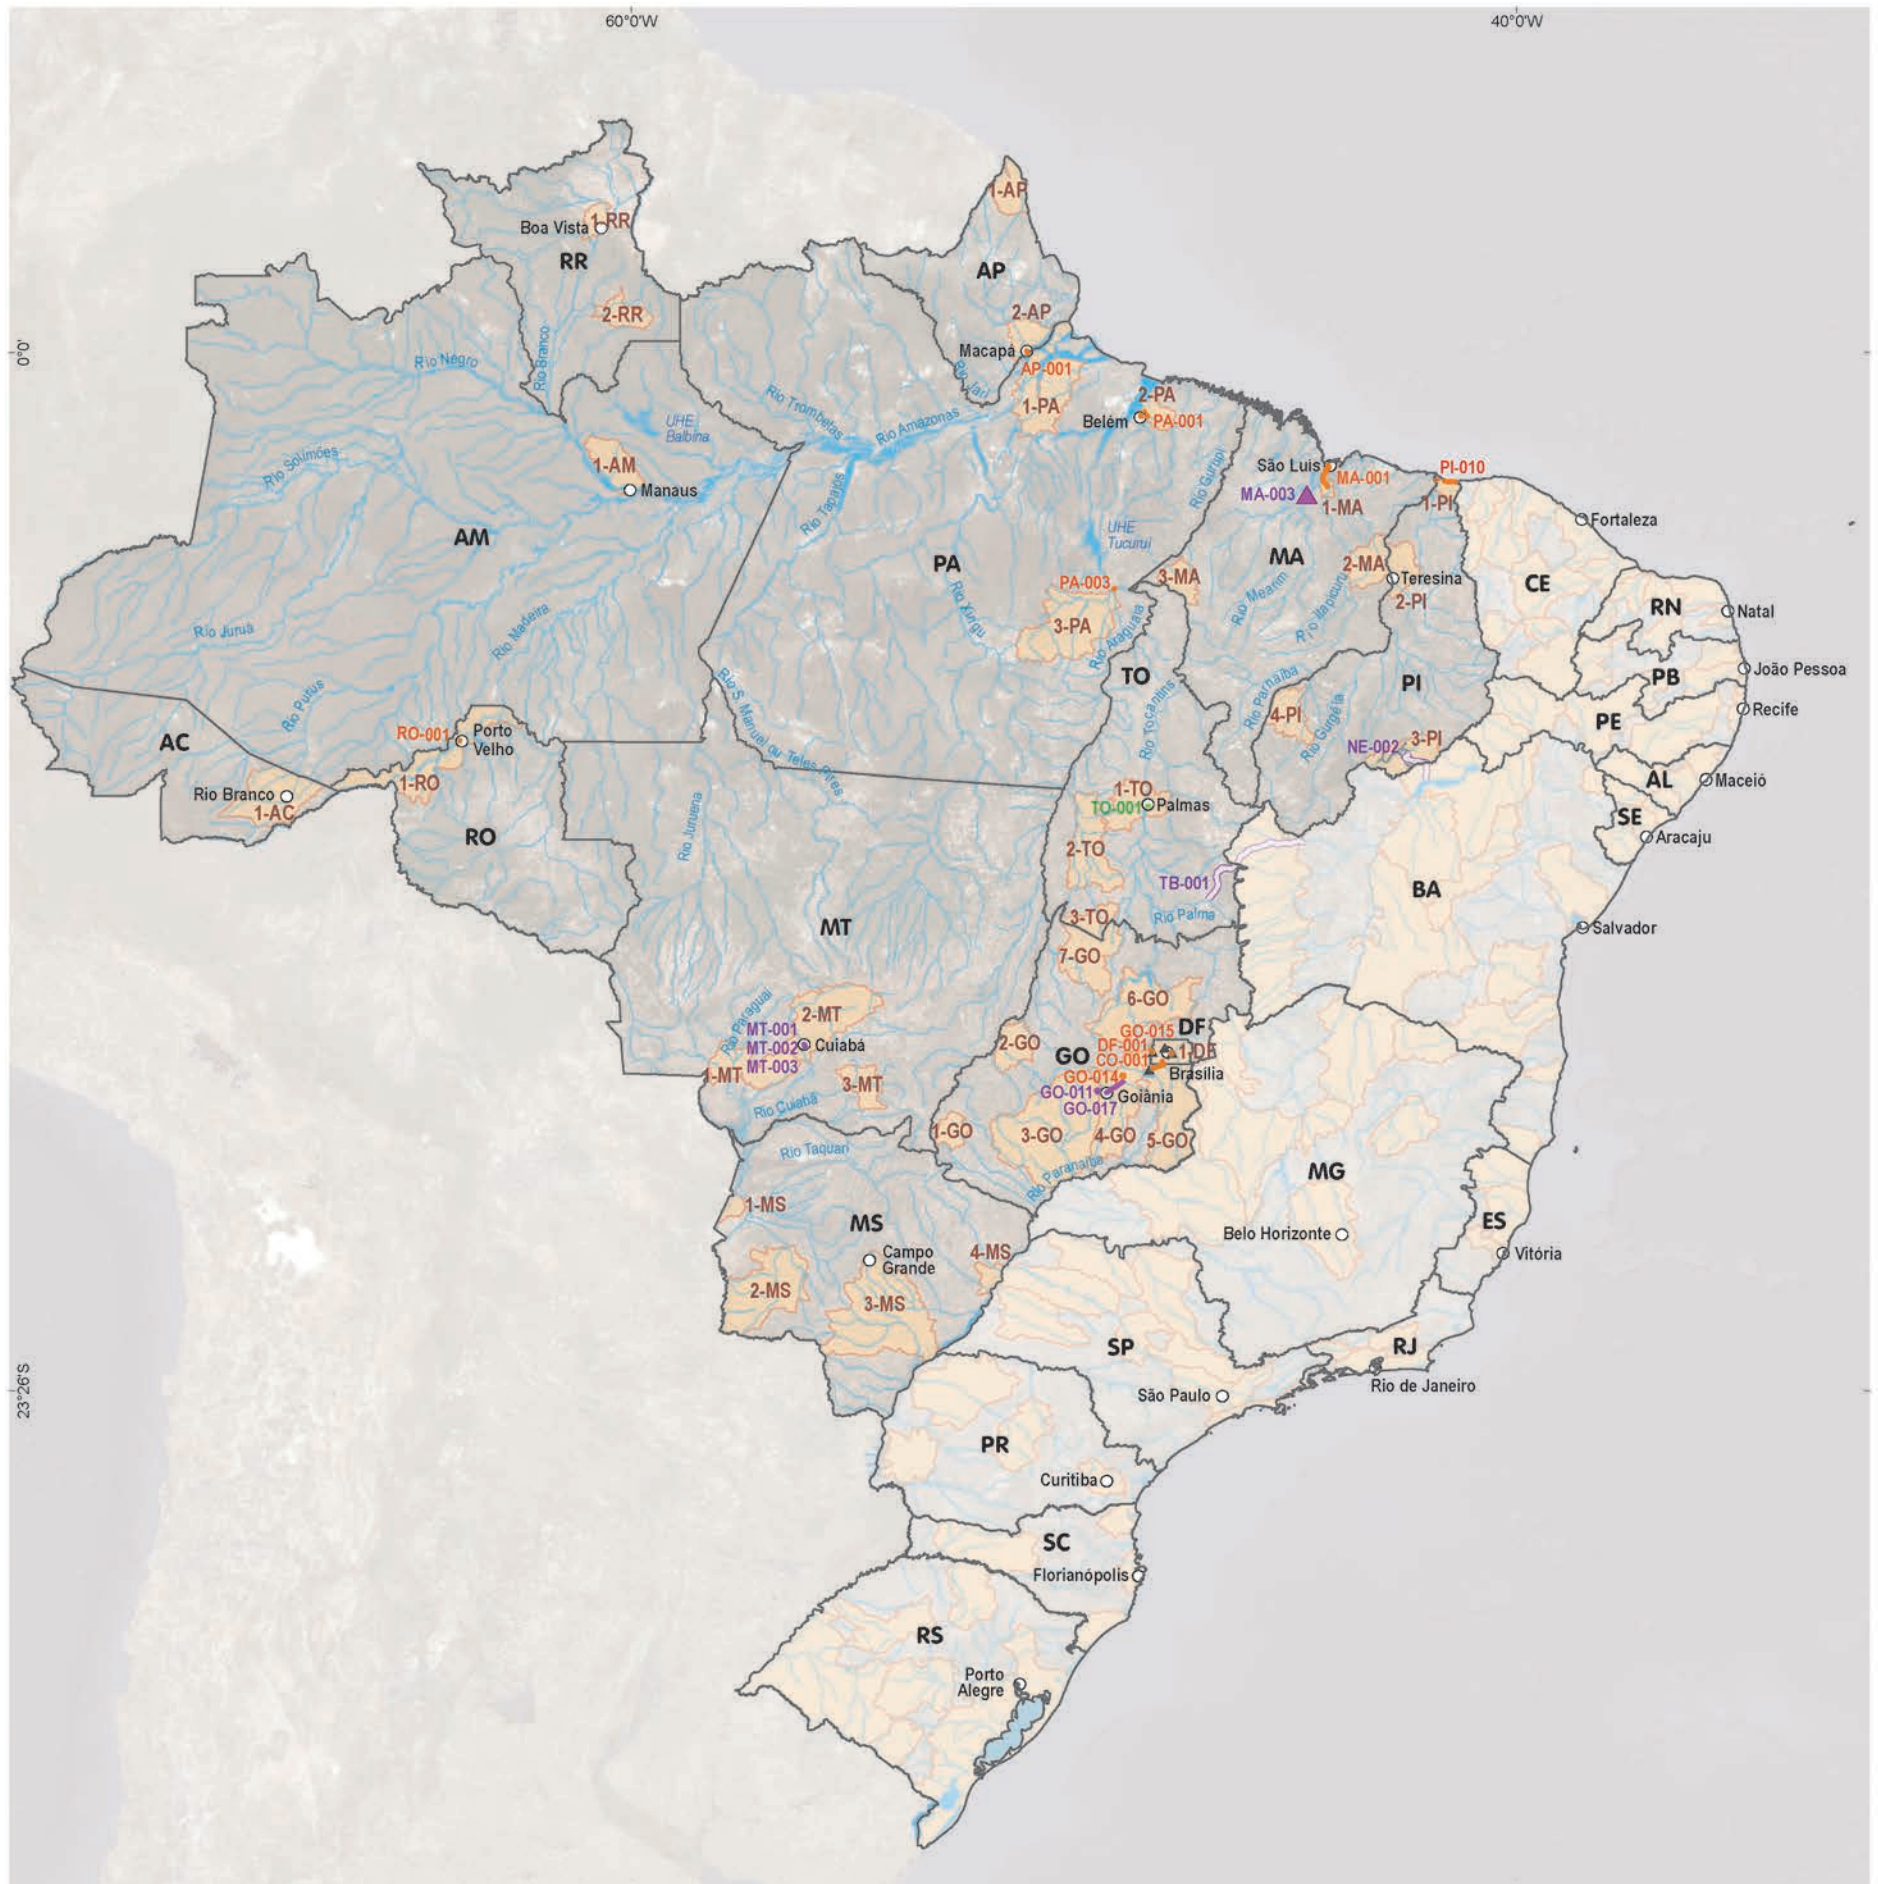 60°0'W
40°0'W
1-AP
1-RR
Boa Vista
RR
AP
2-RR
2-AP
0°0'
Rio Negro
Rio Branco
Macapá
AP-001
Rio Jari
2-PA
Rio Trombetas
Rio Amazonas
1-PA
Belém
PA-001
UHE
Balbina
Rio Solimões
1-AM
Manaus
Rio Tapajós
Rio Gurupi
São Luis
MA-001
MA-003
1-MA
PI-010
1-PI
Fortaleza
AM
UHE
Tucuruí
PA
MA
2-MA
Teresina
2-PI
CE
RN
Natal
PA-003
3-MA
Rio Mearim
Rio Itapicuru
Rio Xingu
3-PA
Rio Araguaia
Rio Juruá
Rio Madeira
João Pessoa
PB
TO
PI
Rio Purus
Rio S. Manuel ou Teles Pires
Rio Tocantins
Rio Parnaíba
4-PI
Rio Gurgéia
PE
Recife
AC
RO-001
Porto
Velho
3-PI
NE-002
Rio Branco
1-AC
1-RO
AL
Maceió
1-TO
TO-001
Palmas
SE
Aracaju
RO
Rio Juruena
2-TO
TB-001
BA
3-TO
Rio Palma
MT
Salvador
7-GO
6-GO
Rio Paraguai
2-MT
MT-001
MT-002
MT-003
Cuiabá
1-MT
3-MT
Rio Cuiabá
2-GO
GO
GO-015
DF
DF-001
CO-001
1-DF
Brasília
GO-014
GO-011
Goiânia
GO-017
1-GO
3-GO
4-GO
5-GO
Rio Taquari
Rio Paranaíba
MG
1-MS
MS
Belo Horizonte
ES
Vitória
Campo
Grande
4-MS
2-MS
3-MS
SP
RJ
Rio de Janeiro
23°26'S
São Paulo
PR
Curitiba
SC
Florianópolis
RS
Porto
Alegre